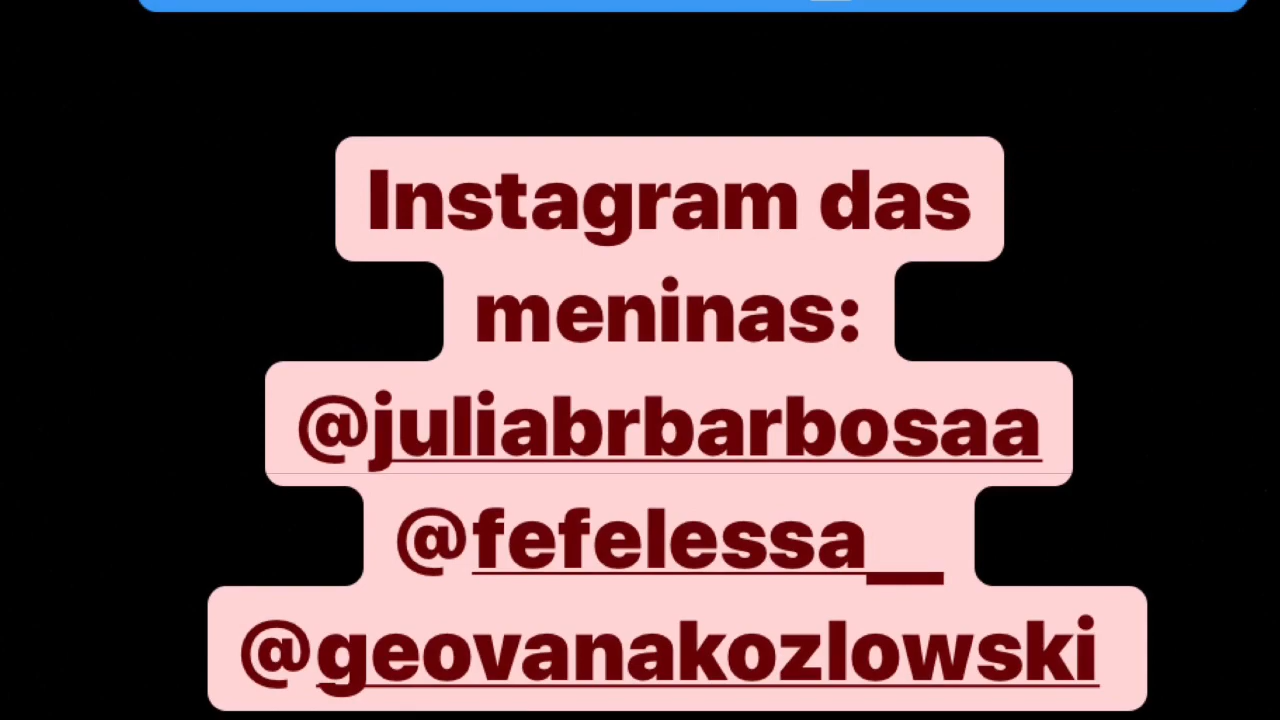 Instagram das
meninas:
@juliabrbarbosaa
@fefelessa__
@geovanakozlowski